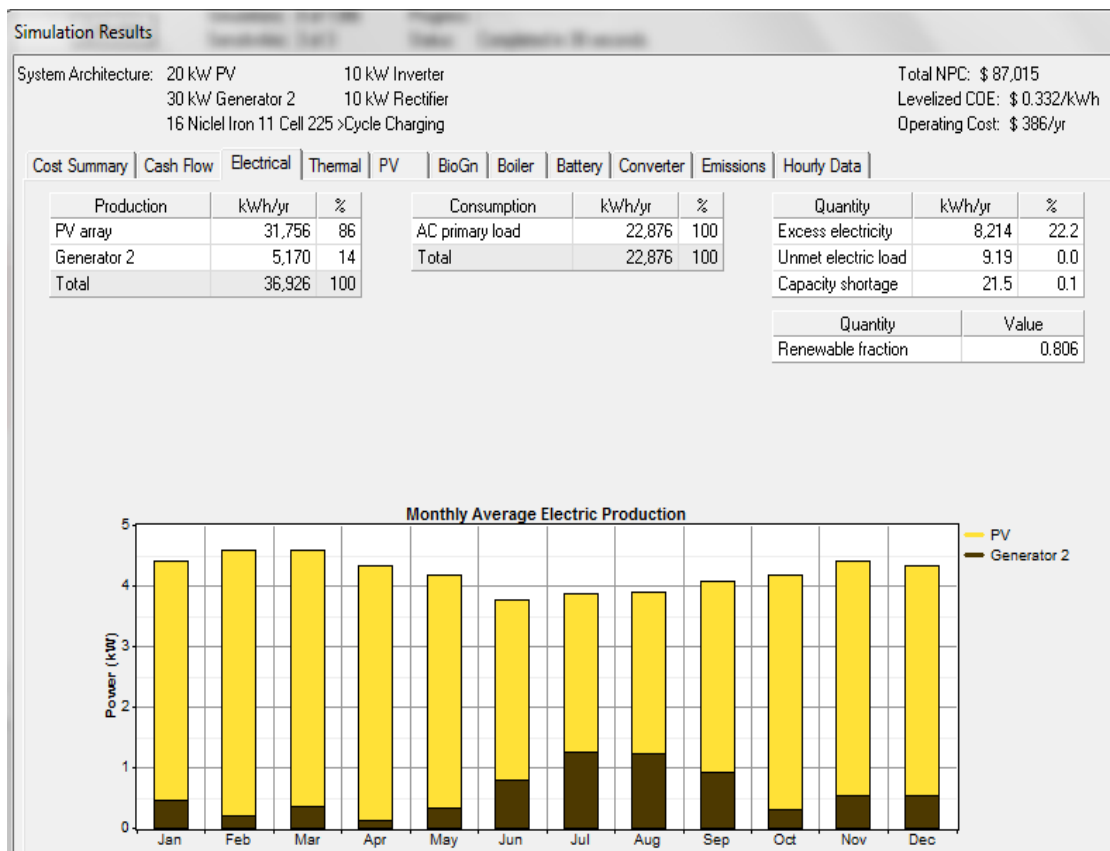 Simulation Results
System Architecture: 20 kW PV 10 kW Inverter Total NPC: $ 87,015
30 kW Generator 2 10 kW Rectifier Levelized COE: $ 0.332/kWh
16 Niclel Iron 11 Cell 225 >Cycle Charging Operating Cost: $ 386/yr
Cost Summary Cash Flow Electrical Thermal PV BioGn Boiler Battery Converter Emissions Hourly Data
Production kWh/yr % Consumption kWh/yr % Quantity kWh/yr %
PV array 31,756 86 AC primary load 22,876 100 Excess electricity 8,214 22.2
Generator 2 5,170 14 Total 22,876 100 Unmet electric load 9.19 0.0
Total 36,926 100 Capacity shortage 21.5 0.1
Quantity Value
Renewable fraction 0.806
Monthly Average Electric Production
5
4
3
2
1
0
Power (kW)
Jan Feb Mar Apr May Jun Jul Aug Sep Oct Nov Dec
PV
Generator 2